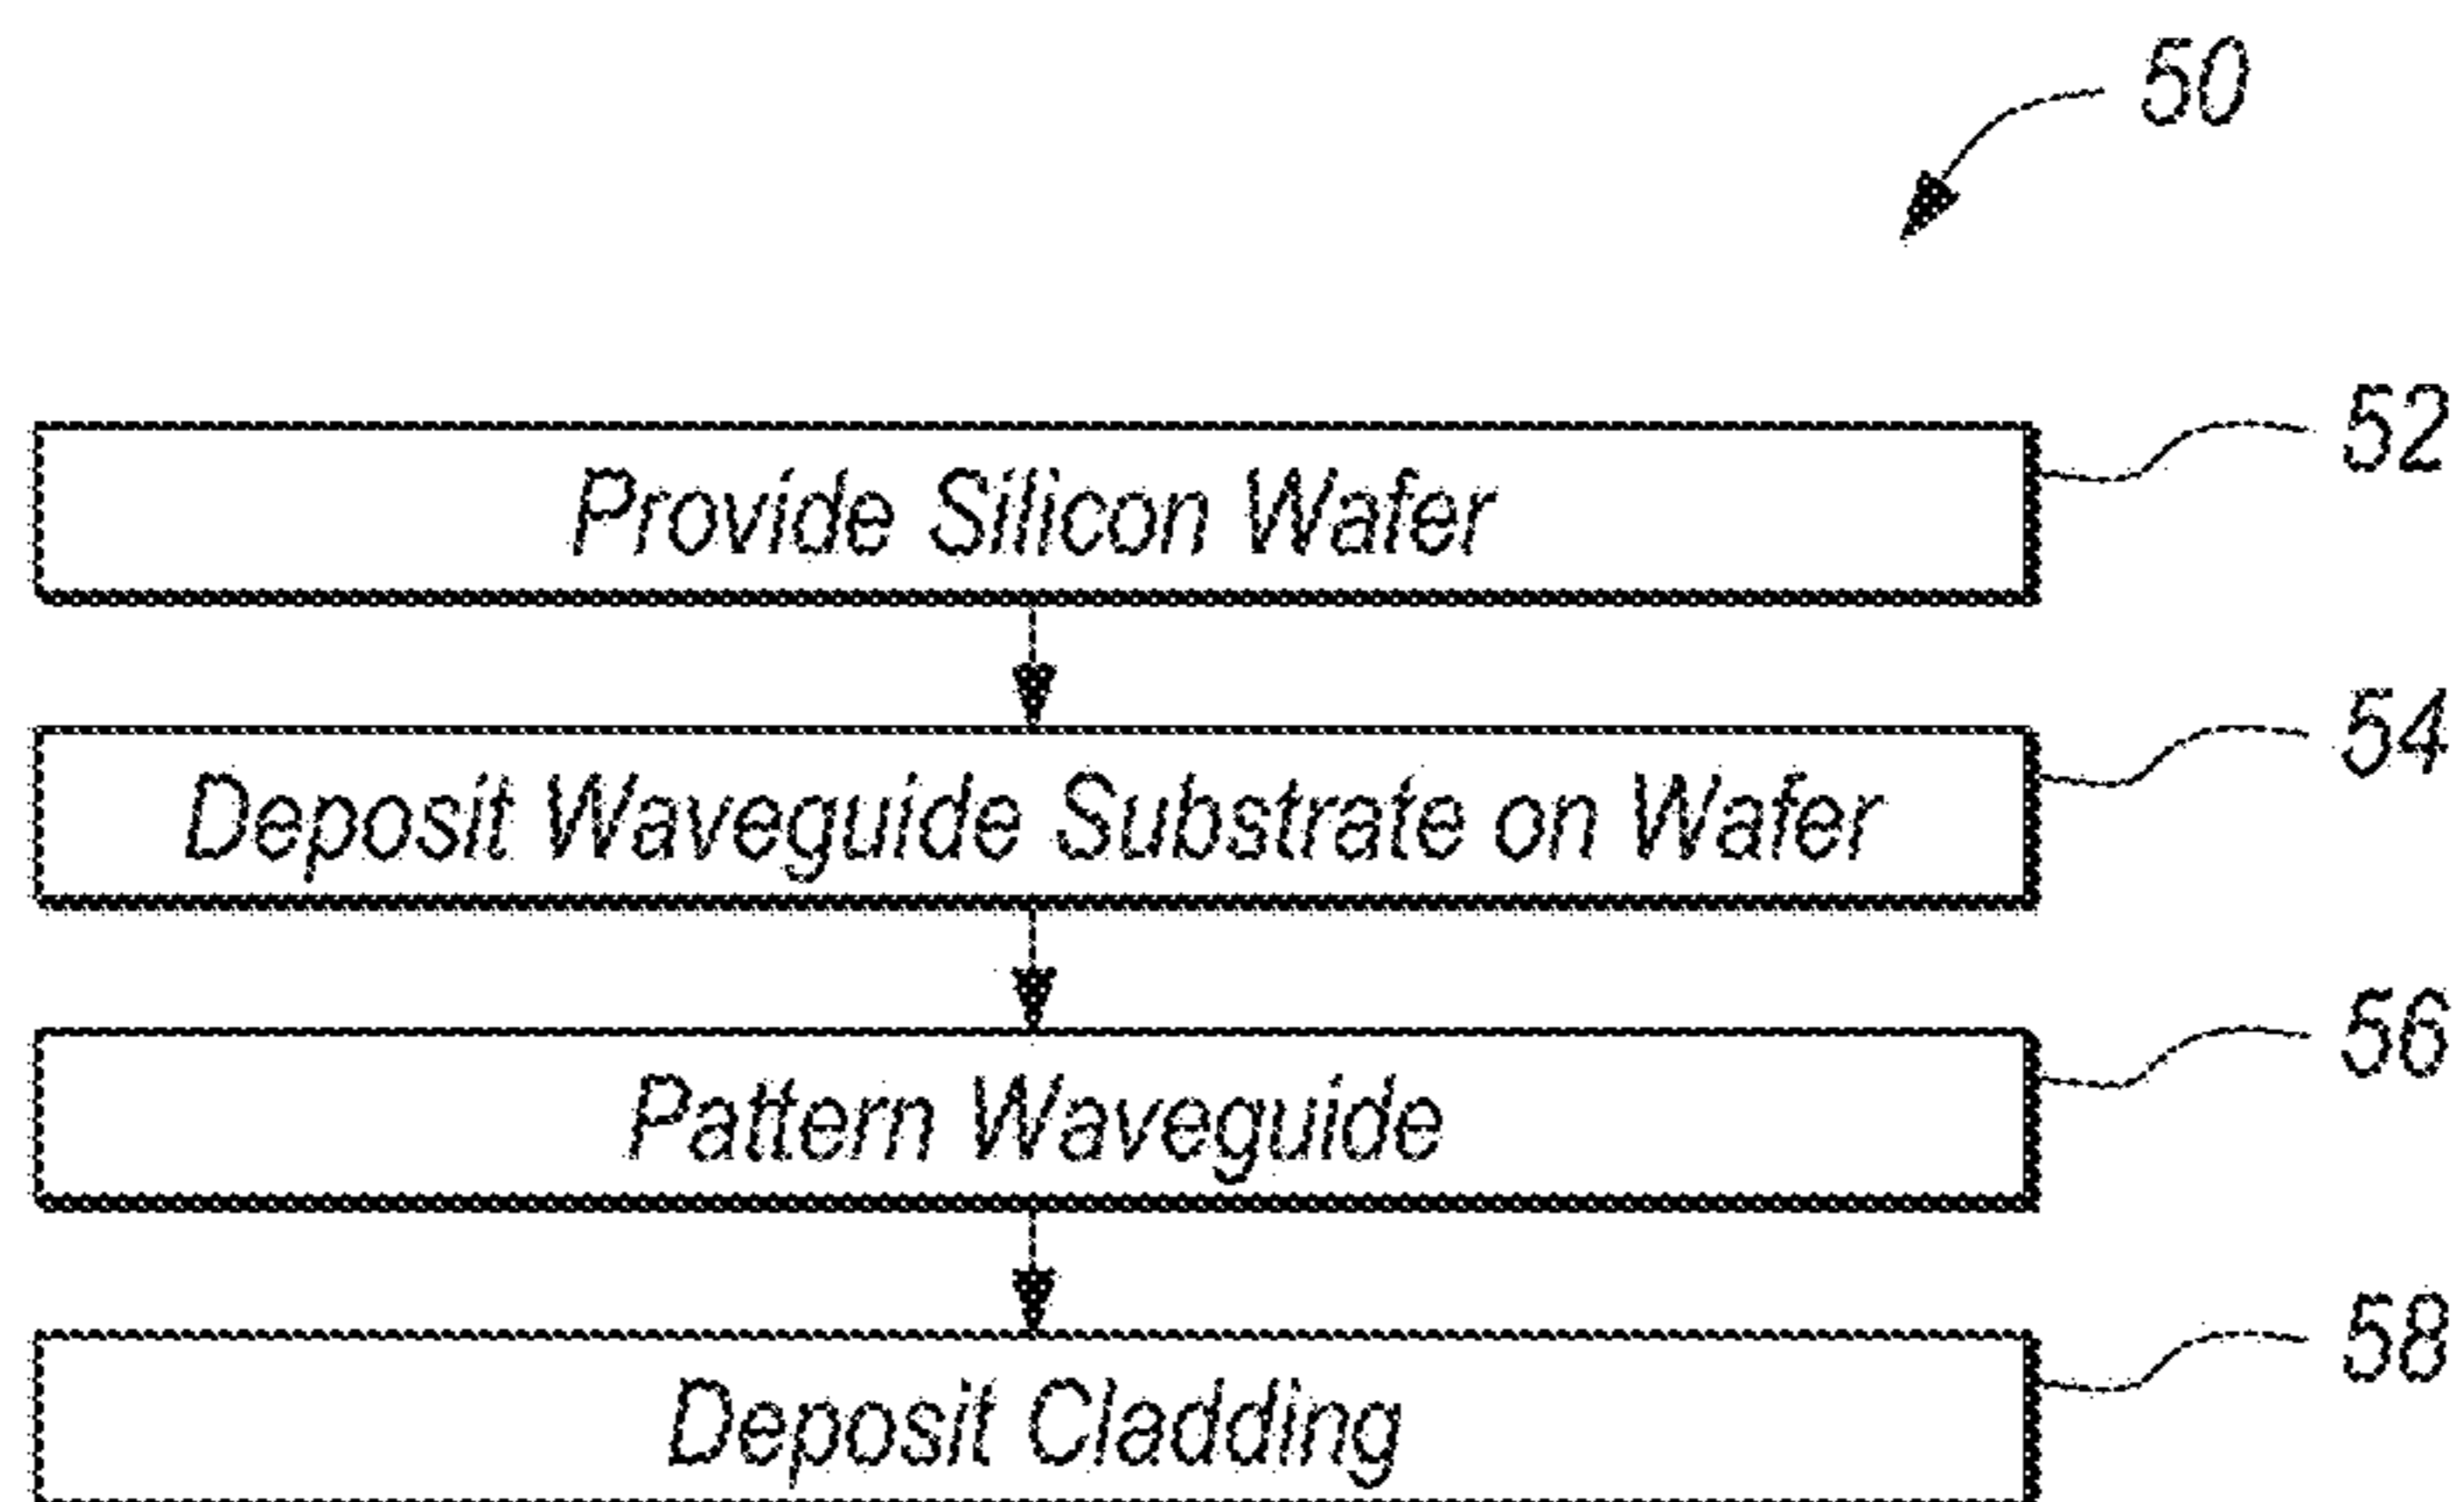 50
Provide Silicon Wafer
52
Deposit Waveguide Substrate on Wafer
54
Pattern Waveguide
56
Deposit Cladding
58